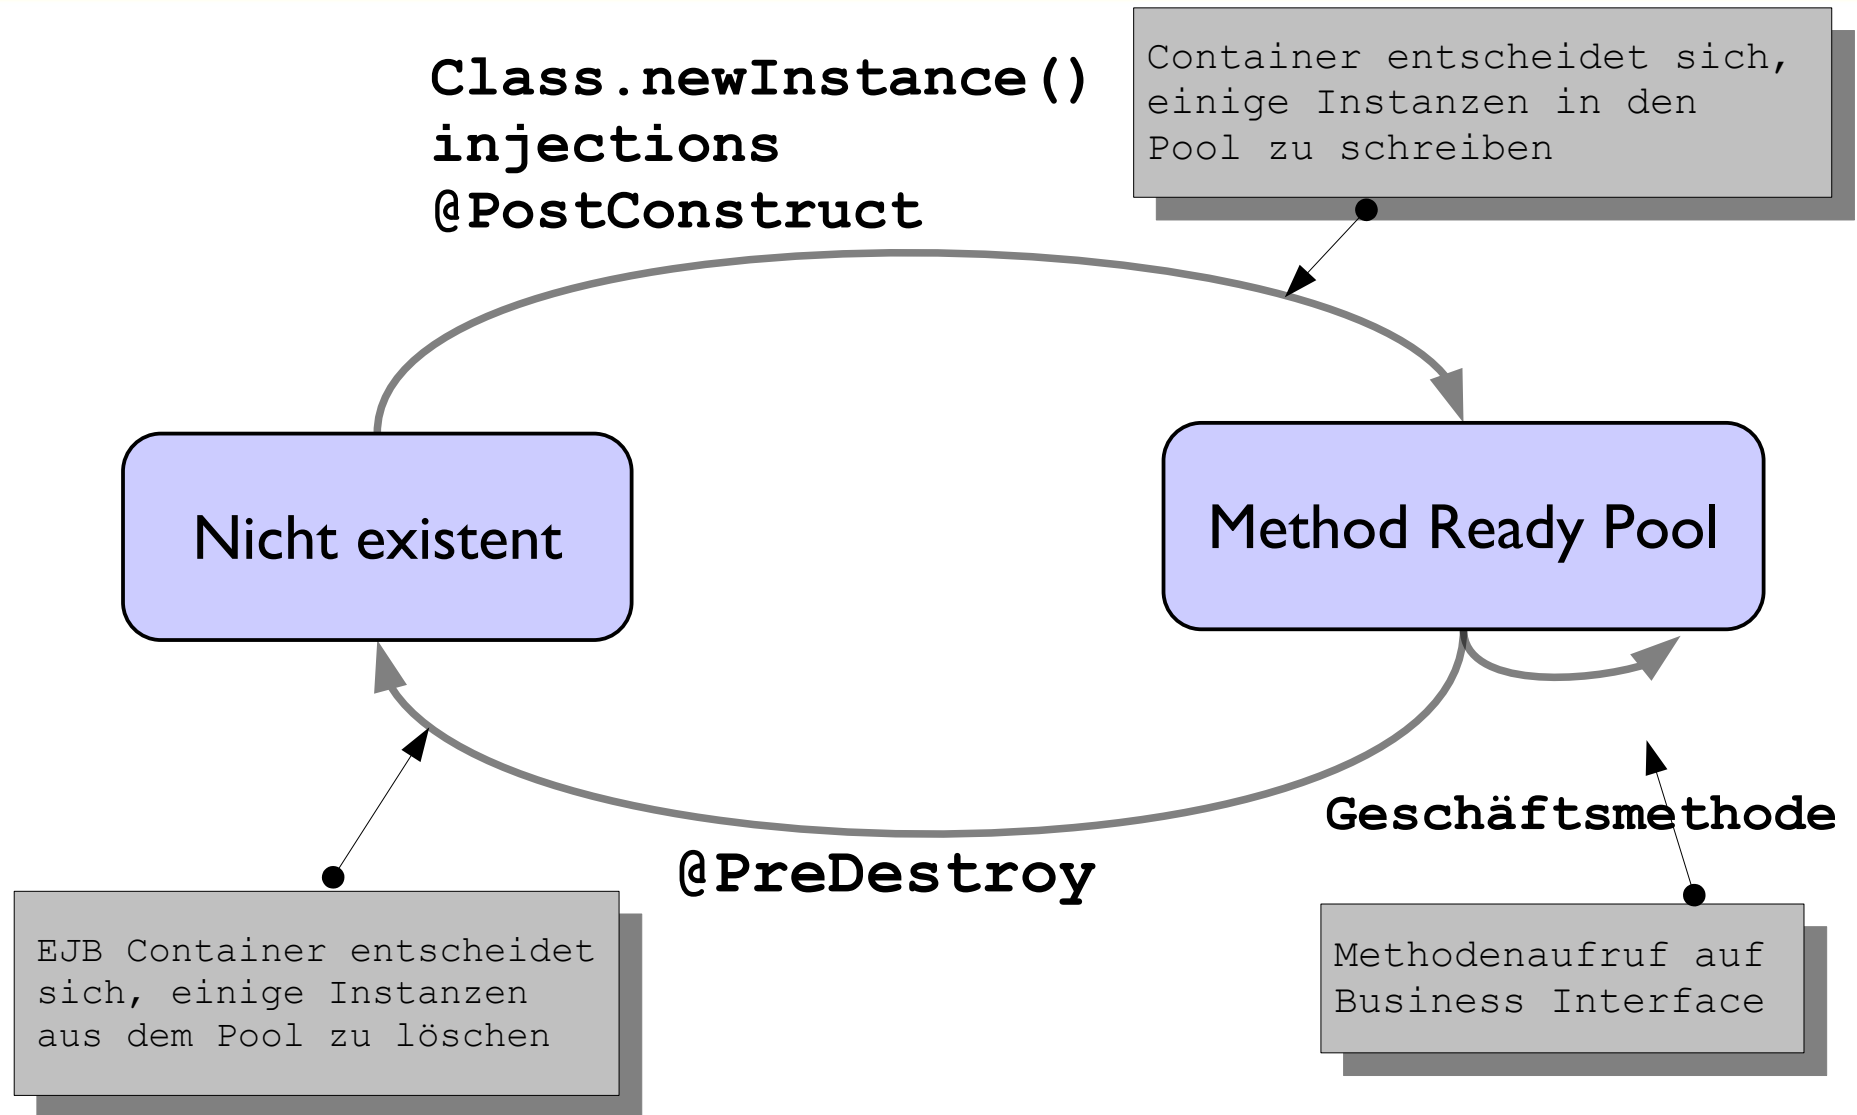 Class.newInstance()
injections
@PostConstruct
Container entscheidet sich,
einige Instanzen in den
Pool zu schreiben
Nicht existent
Method Ready Pool
Geschäftsmethode
@PreDestroy
EJB Container entscheidet
sich, einige Instanzen
aus dem Pool zu löschen
Methodenaufruf auf
Business Interface